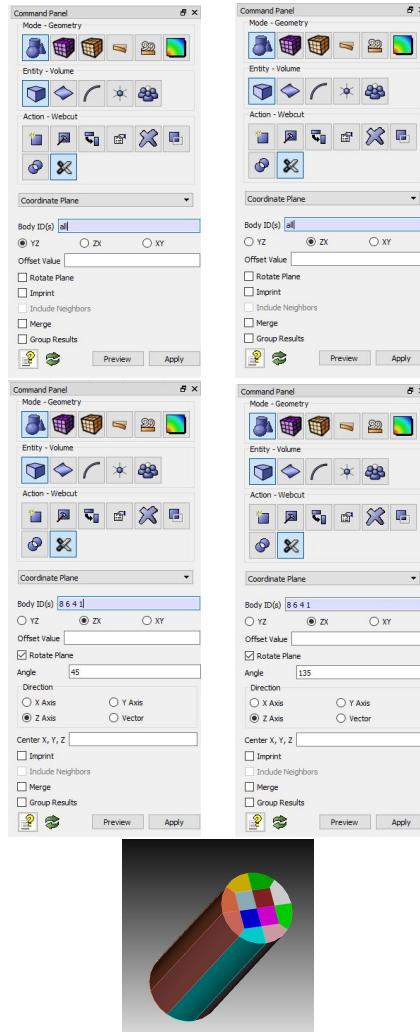 Command Panel
Mode - Geometry
Entity - Volume
Action - Webcut
Coordinate Plane
Body ID(s) all
YZ ZX XY
Offset Value
Rotate Plane
Imprint
Include Neighbors
Merge
Group Results
Preview Apply
Command Panel
Mode - Geometry
Entity - Volume
Action - Webcut
Coordinate Plane
Body ID(s) all
YZ ZX XY
Offset Value
Rotate Plane
Imprint
Include Neighbors
Merge
Group Results
Preview Apply
Command Panel
Mode - Geometry
Entity - Volume
Action - Webcut
Coordinate Plane
Body ID(s) 8 6 4 1
YZ ZX XY
Offset Value
Rotate Plane
Angle 45
Direction
X Axis Y Axis
Z Axis Vector
Center X, Y, Z
Imprint
Include Neighbors
Merge
Group Results
Preview Apply
Command Panel
Mode - Geometry
Entity - Volume
Action - Webcut
Coordinate Plane
Body ID(s) 8 6 4 1
YZ ZX XY
Offset Value
Rotate Plane
Angle 135
Direction
X Axis Y Axis
Z Axis Vector
Center X, Y, Z
Imprint
Include Neighbors
Merge
Group Results
Preview Apply